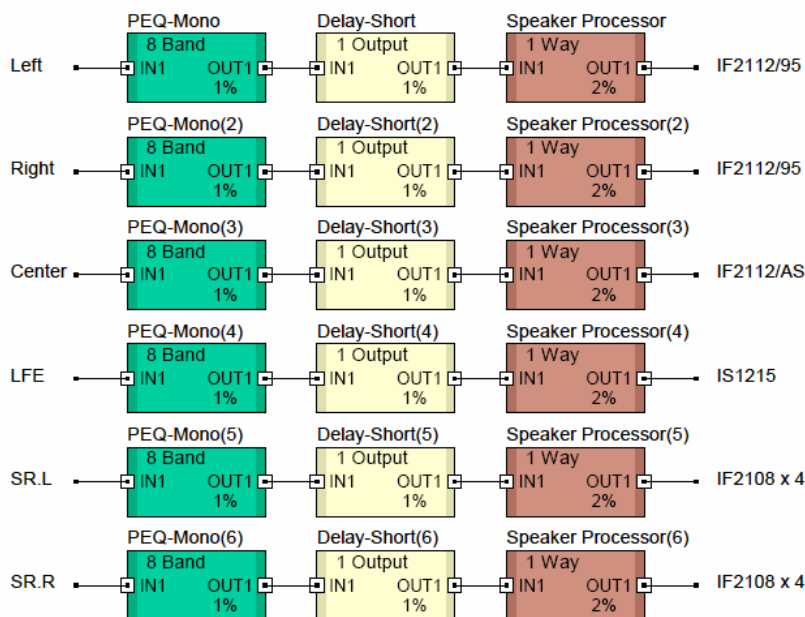 PEQ-Mono Delay-Short Speaker Processor
8 Band 1 Output 1 Way
Left IN1 OUT1 IN1 OUT1 IN1 OUT1 IF2112/95
1% 1% 2%
PEQ-Mono(2) Delay-Short(2) Speaker Processor(2)
8 Band 1 Output 1 Way
Right IN1 OUT1 IN1 OUT1 IN1 OUT1 IF2112/95
1% 1% 2%
PEQ-Mono(3) Delay-Short(3) Speaker Processor(3)
8 Band 1 Output 1 Way
Center IN1 OUT1 IN1 OUT1 IN1 OUT1 IF2112/AS
1% 1% 2%
PEQ-Mono(4) Delay-Short(4) Speaker Processor(4)
8 Band 1 Output 1 Way
LFE IN1 OUT1 IN1 OUT1 IN1 OUT1 IS1215
1% 1% 2%
PEQ-Mono(5) Delay-Short(5) Speaker Processor(5)
8 Band 1 Output 1 Way
SR.L IN1 OUT1 IN1 OUT1 IN1 OUT1 IF2108 x 4
1% 1% 2%
PEQ-Mono(6) Delay-Short(6) Speaker Processor(6)
8 Band 1 Output 1 Way
SR.R IN1 OUT1 IN1 OUT1 IN1 OUT1 IF2108 x 4
1% 1% 2%